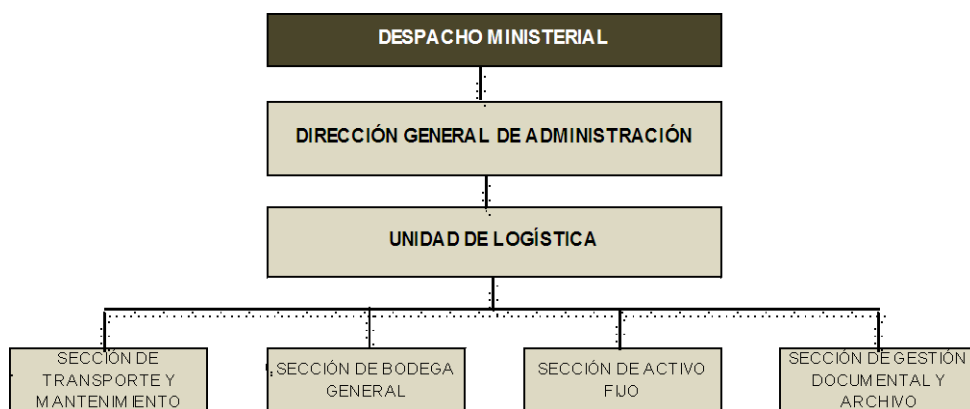 DESPACHO MINISTERIAL
DIRECCIÓN GENERAL DE ADMINISTRACIÓN
UNIDAD DE LOGÍSTICA
SECCIÓN DE
TRANSPORTE Y
MANTENIMIENTO
SECCIÓN DE BODEGA
GENERAL
SECCIÓN DE ACTIVO
FIJO
SECCIÓN DE GESTIÓN
DOCUMENTAL Y
ARCHIVO